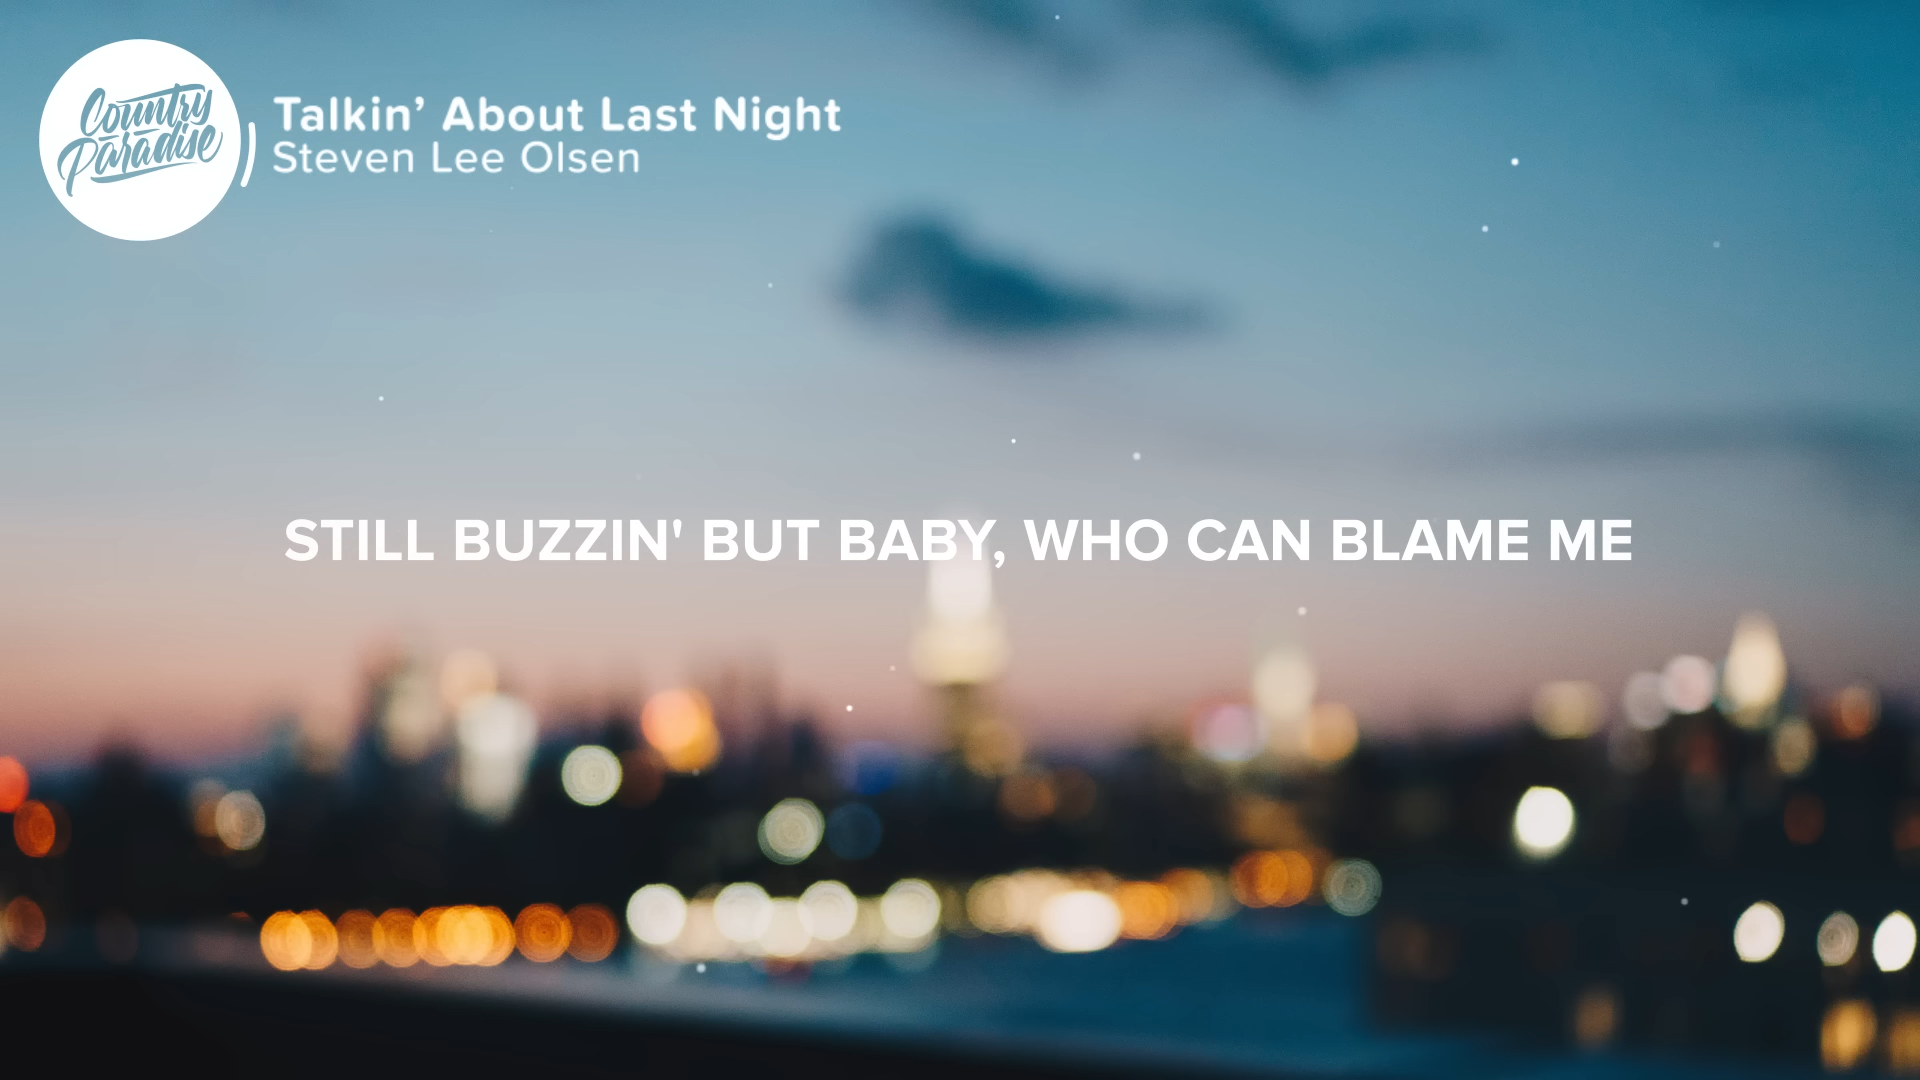 Country
Paradise
Talkin’ About Last Night
Steven Lee Olsen
STILL BUZZIN' BUT BABY, WHO CAN BLAME ME